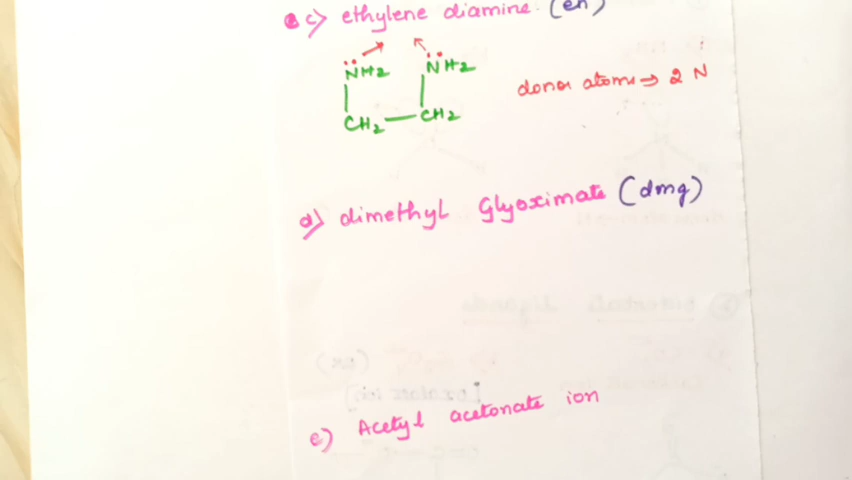 c) ethylene diamine (en)
NH2 NH2
donor atoms → 2 N
CH2 — CH2
d) dimethyl Glyoximate (dmg)
e) Acetyl acetonate ion